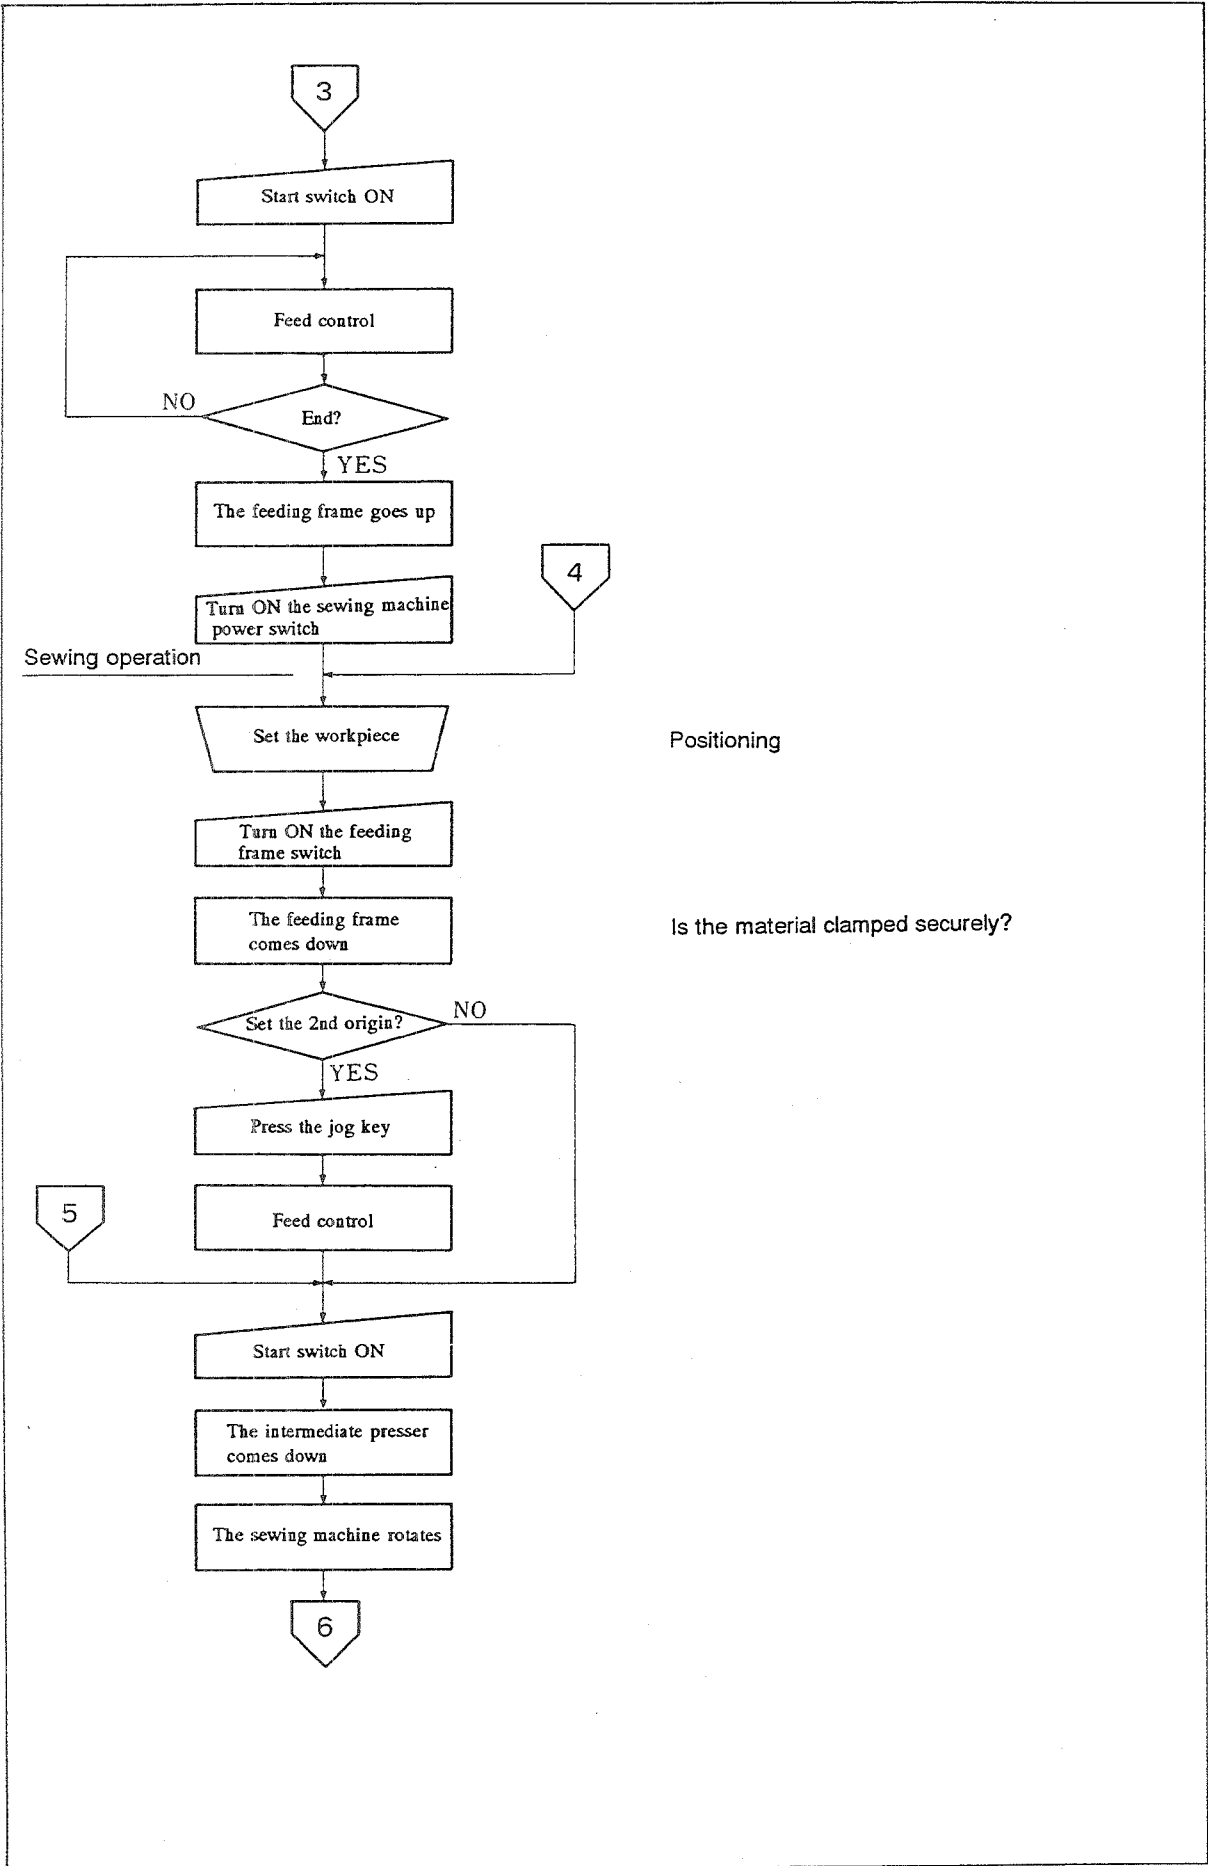 3
Start switch ON
Feed control
NO
End?
YES
The feeding frame goes up
4
Turn ON the sewing machine
power switch
Sewing operation
Set the workpiece
Positioning
Turn ON the feeding
frame switch
The feeding frame
comes down
Is the material clamped securely?
Set the 2nd origin?
NO
YES
Press the jog key
5
Feed control
Start switch ON
The intermediate presser
comes down
The sewing machine rotates
6